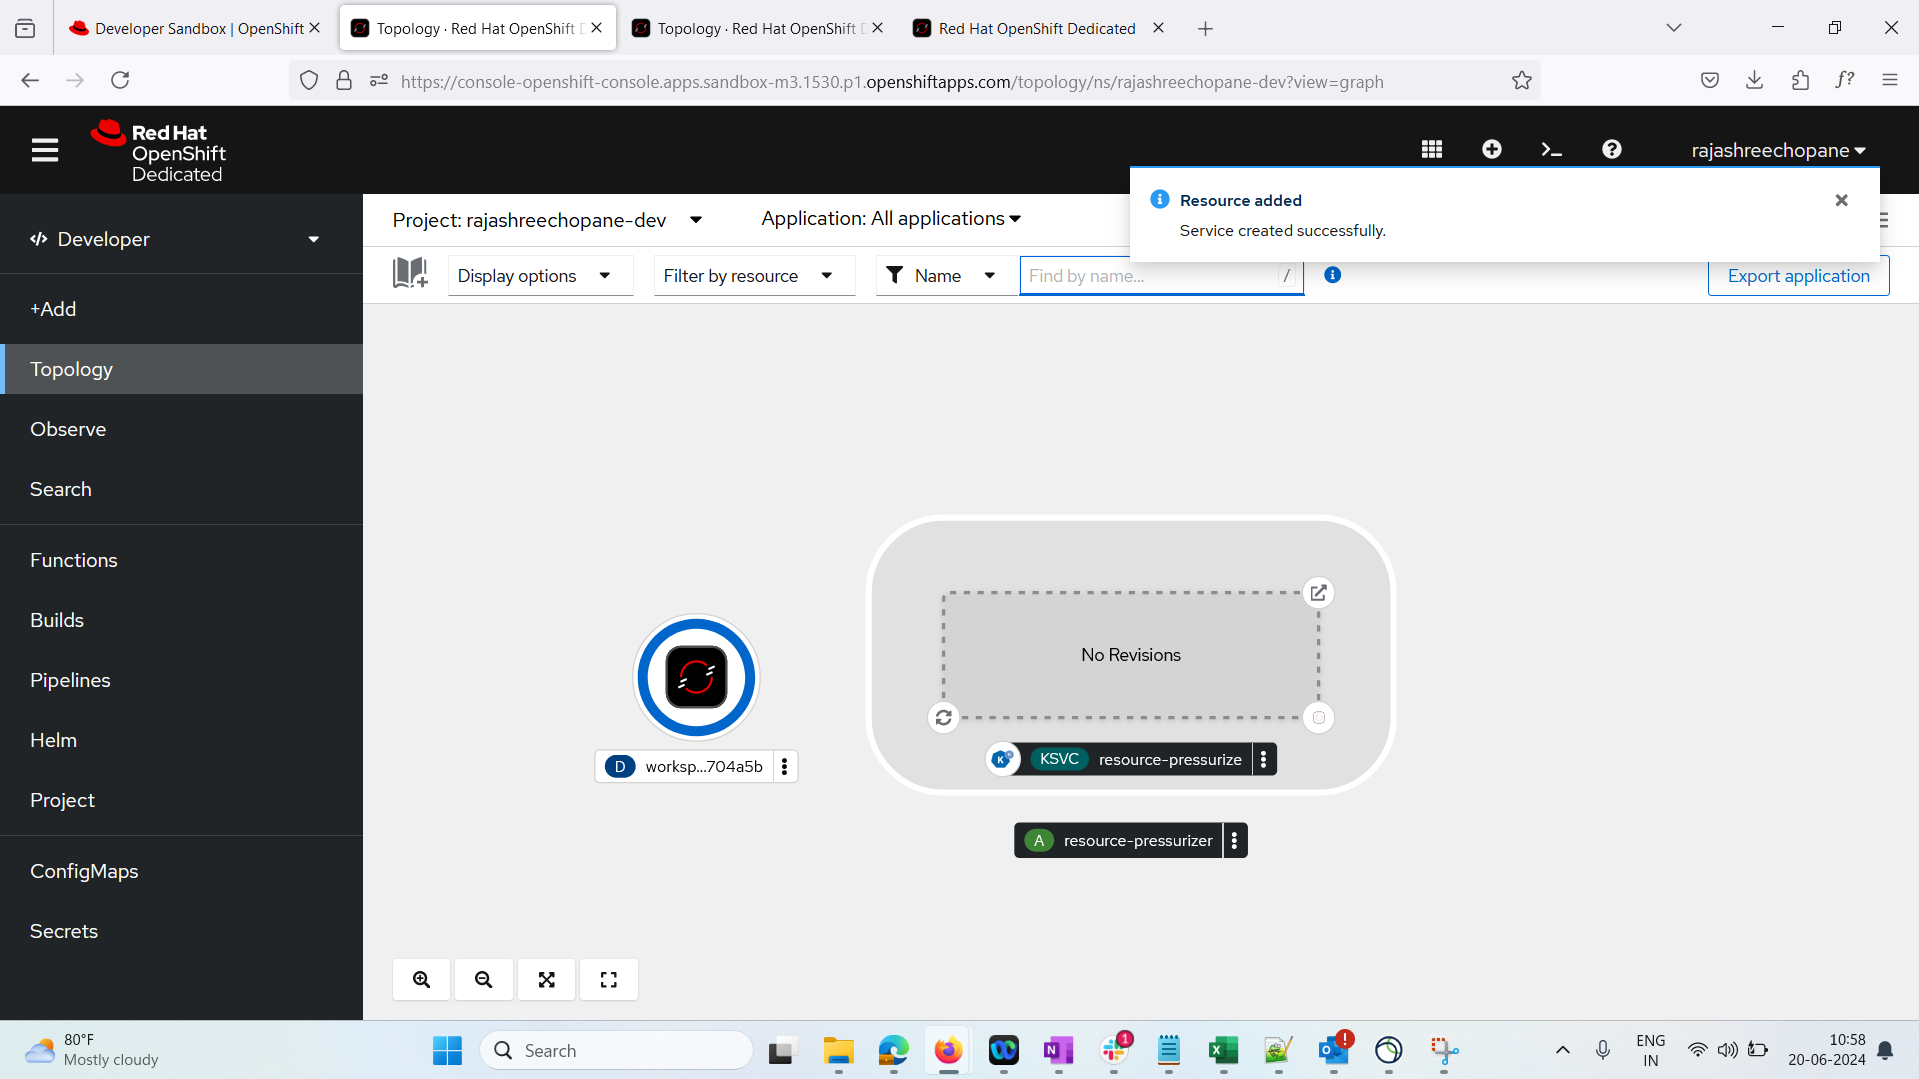 Developer Sandbox | OpenShift
Topology · Red Hat OpenShift D
Topology · Red Hat OpenShift D
Red Hat OpenShift Dedicated
https://console-openshift-console.apps.sandbox-m3.1530.p1.openshiftapps.com/topology/ns/rajashreechopane-dev?view=graph
Red Hat
OpenShift
Dedicated
rajashreechopane
Resource added
Service created successfully.
Developer
+Add
Topology
Observe
Search
Functions
Builds
Pipelines
Helm
Project
ConfigMaps
Secrets
Project: rajashreechopane-dev
Application: All applications
Display options
Filter by resource
Name
Find by name...
/
Export application
No Revisions
D worksp...704a5b
KSVC resource-pressurize
A resource-pressurizer
80°F
Mostly cloudy
Search
1
ENG
IN
10:58
20-06-2024